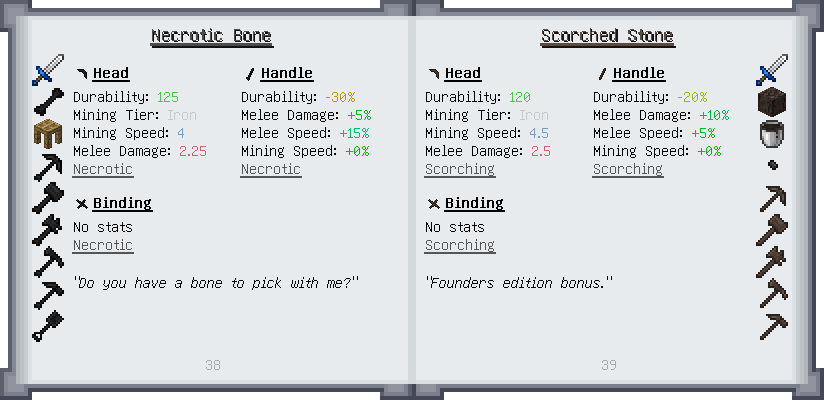 Necrotic Bone
Head
Durability: 125
Mining Tier: Iron
Mining Speed: 4
Melee Damage: 2.25
Necrotic
Handle
Durability: -30%
Melee Damage: +5%
Melee Speed: +15%
Mining Speed: +0%
Necrotic
Binding
No stats
Necrotic
"Do you have a bone to pick with me?"
38
Scorched Stone
Head
Durability: 120
Mining Tier: Iron
Mining Speed: 4.5
Melee Damage: 2.5
Scorching
Handle
Durability: -20%
Melee Damage: +10%
Melee Speed: +5%
Mining Speed: +0%
Scorching
Binding
No stats
Scorching
"Founders edition bonus."
39